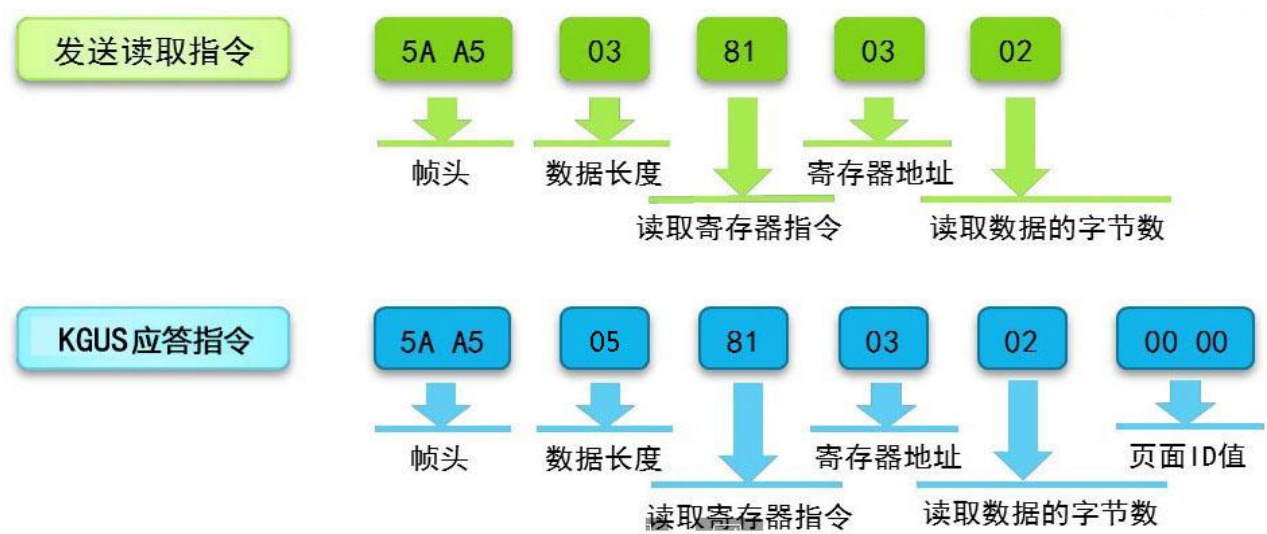 发送读取指令 5A A5 03 81 03 02
帧头 数据长度 寄存器地址
读取寄存器指令 读取数据的字节数
KGUS应答指令 5A A5 05 81 03 02 00 00
帧头 数据长度 寄存器地址 页面ID值
读取寄存器指令 读取数据的字节数